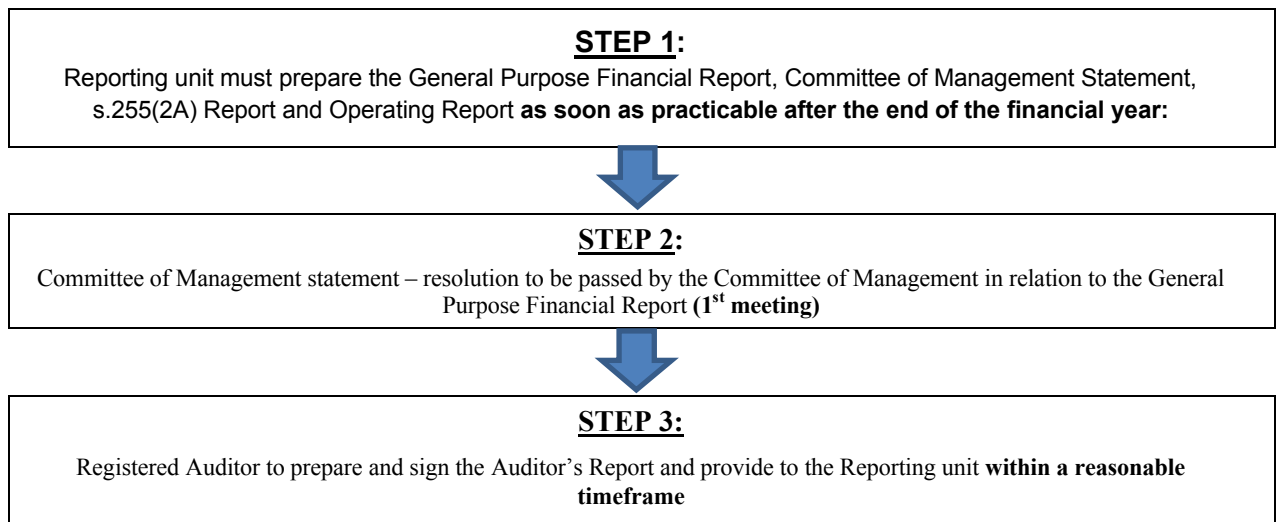 STEP 1:
Reporting unit must prepare the General Purpose Financial Report, Committee of Management Statement,
s.255(2A) Report and Operating Report as soon as practicable after the end of the financial year:
STEP 2:
Committee of Management statement – resolution to be passed by the Committee of Management in relation to the General
Purpose Financial Report (1st meeting)
STEP 3:
Registered Auditor to prepare and sign the Auditor’s Report and provide to the Reporting unit within a reasonable
timeframe